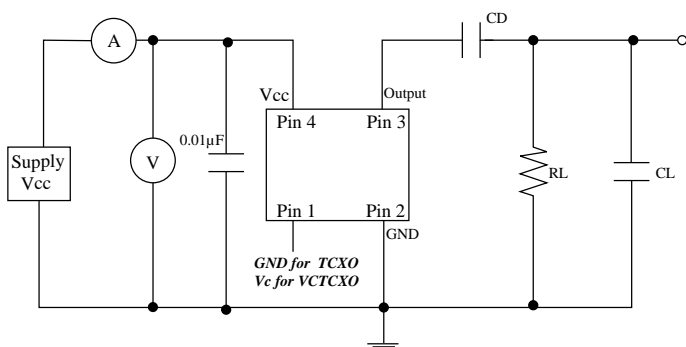 CD
A
Vcc
Output
Pin 4
Pin 3
0.01µF
Supply
Vcc
V
RL
CL
Pin 1
Pin 2
GND
GND for TCXO
Vc for VCTCXO